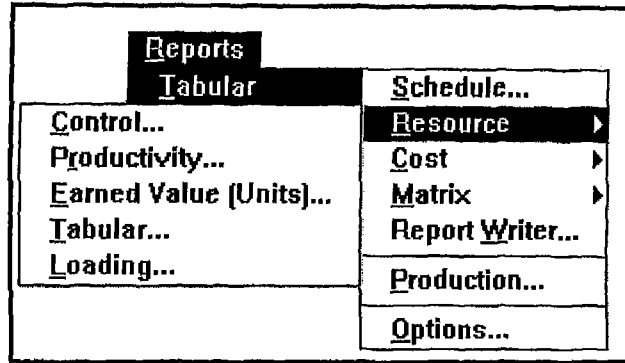 Reports
Tabular
Schedule...
Resource
Cost
Matrix
Report Writer...
Production...
Options...
Control...
Productivity...
Earned Value (Units)...
Tabular...
Loading...